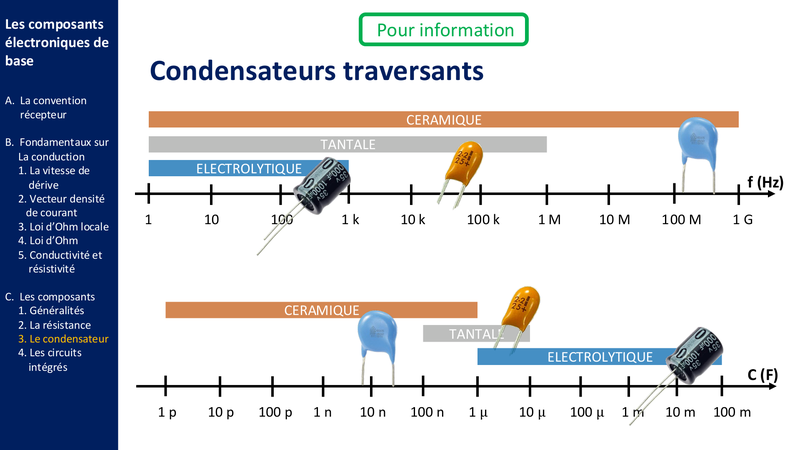 Les composants
électroniques de
base
A. La convention
récepteur
B. Fondamentaux sur
La conduction
1. La vitesse de
dérive
2. Vecteur densité
de courant
3. Loi d'Ohm locale
4. Loi d'Ohm
5. Conductivité et
résistivité
C. Les composants
1. Généralités
2. La résistance
3. Le condensateur
4. Les circuits
intégrés
Pour information
Condensateurs traversants
CERAMIQUE
TANTALE
ELECTROLYTIQUE
f (Hz)
1 10 100 1 k 10 k 100 k 1 M 10 M 100 M 1 G
CERAMIQUE
TANTALE
ELECTROLYTIQUE
C (F)
1 p 10 p 100 p 1 n 10 n 100 n 1 µ 10 µ 100 µ 1 m 10 m 100 m